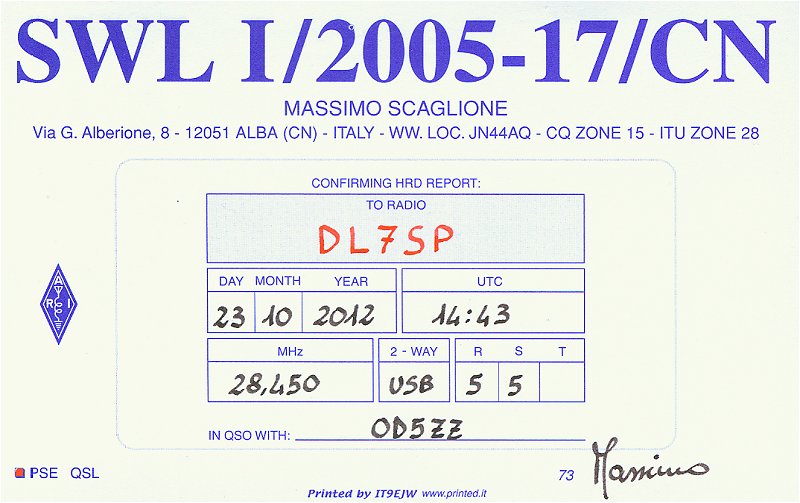 SWL I/2005-17/CN
MASSIMO SCAGLIONE
Via G. Alberione, 8 - 12051 ALBA (CN) - ITALY - WW. LOC. JN44AQ - CQ ZONE 15 - ITU ZONE 28
CONFIRMING HRD REPORT:
TO RADIO
DL7SP
DAY MONTH YEAR UTC
23 10 2012 14:43
MHz 2 - WAY R S T
28,450 USB 5 5
IN QSO WITH: OD5ZZ
A R I
PSE QSL 73 Massimo
Printed by IT9EJW www.printed.it